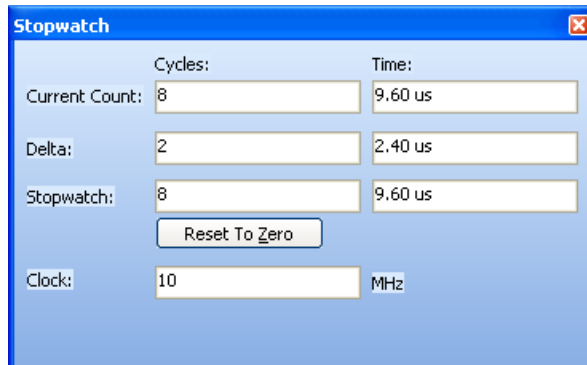 Stopwatch
Cycles: Time:
Current Count: 8 9.60 us
Delta: 2 2.40 us
Stopwatch: 8 9.60 us
Reset To Zero
Clock: 10 MHz